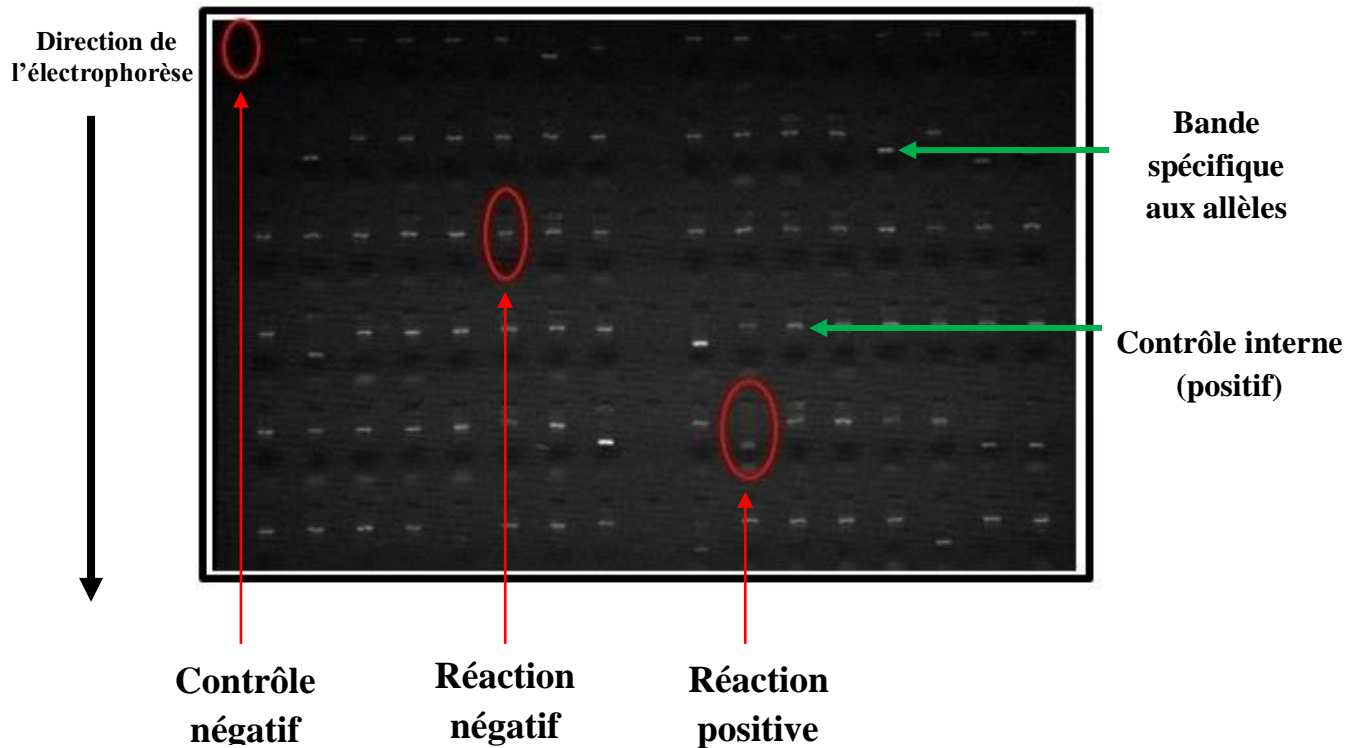 Direction de
l’électrophorèse
Bande
spécifique
aux allèles
Contrôle interne
(positif)
Contrôle
négatif
Réaction
négatif
Réaction
positive